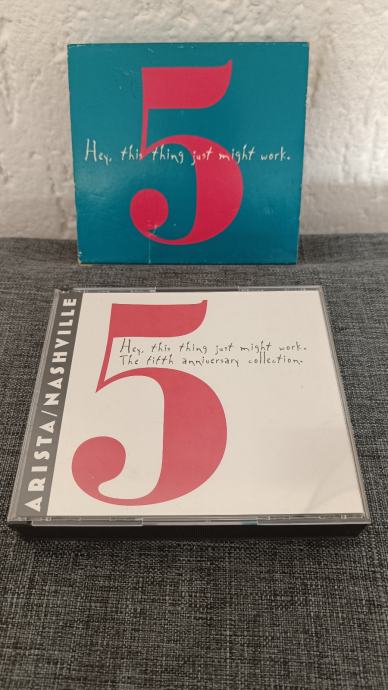 5
Hey, this thing just might work.
ARISTA/NASHVILLE
5
Hey, this thing just might work.
The fifth anniversary collection.